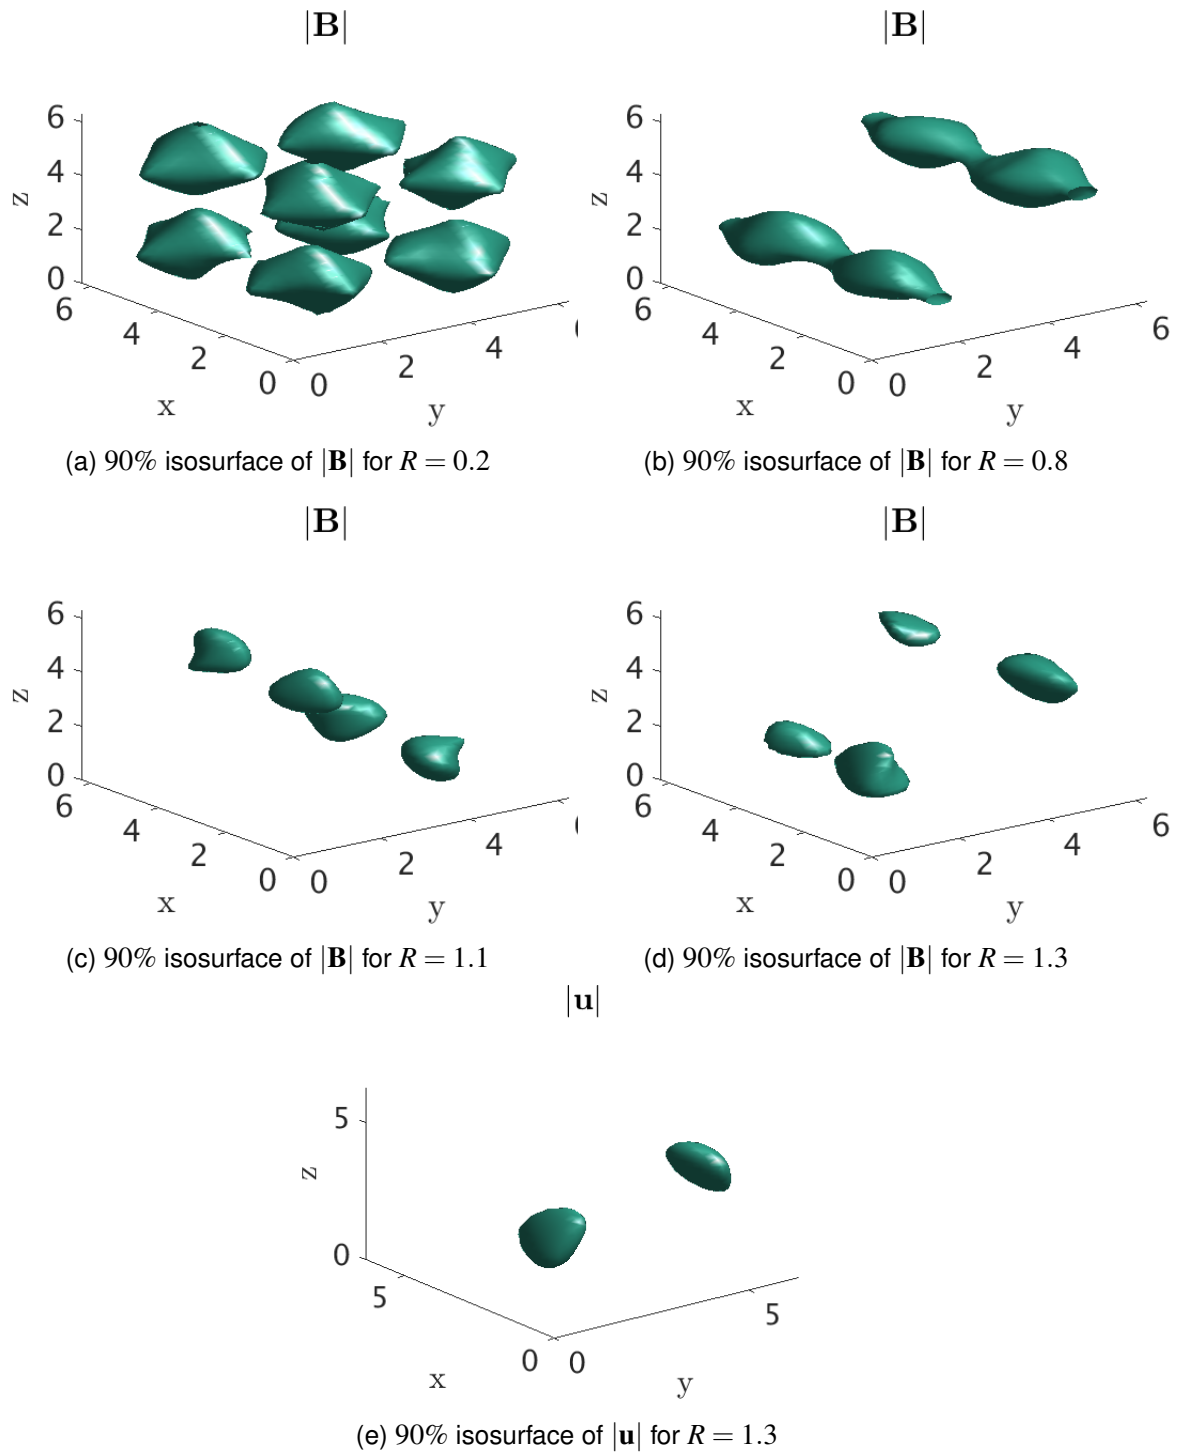 |B| |B|
6 6
4 4
z z
2 2
0 0
6 6
4 4
2 2
0 0 2 4 0 0 2 4 6
x y x y
(a) 90% isosurface of |B| for R = 0.2 (b) 90% isosurface of |B| for R = 0.8
|B| |B|
6 6
4 4
z z
2 2
0 0
6 6
4 4
2 2
0 0 2 4 0 0 2 4 6
x y x y
(c) 90% isosurface of |B| for R = 1.1 (d) 90% isosurface of |B| for R = 1.3
|u|
5
z
0
5 5
0 0
x y
(e) 90% isosurface of |u| for R = 1.3